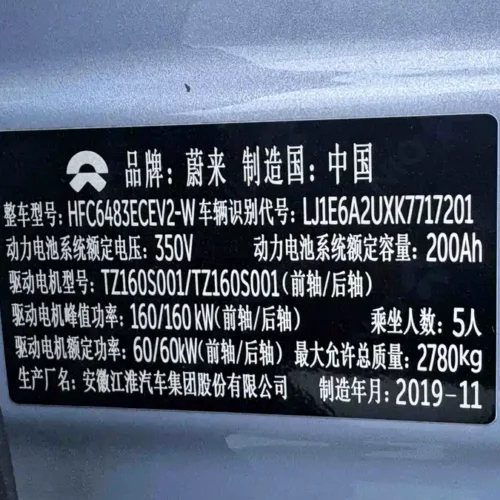 品牌：蔚来 制造国：中国
整车型号：HFC6483ECEV2-W 车辆识别代号：LJ1E6A2UXK7717201
动力电池系统额定电压：350V 动力电池系统额定容量：200Ah
驱动电机型号：TZ160S001/TZ160S001(前轴/后轴)
驱动电机峰值功率：160/160kW(前轴/后轴) 乘坐人数：5人
驱动电机额定功率：60/60kW(前轴/后轴) 最大允许总质量：2780kg
生产厂名：安徽江淮汽车集团股份有限公司 制造年月：2019-11